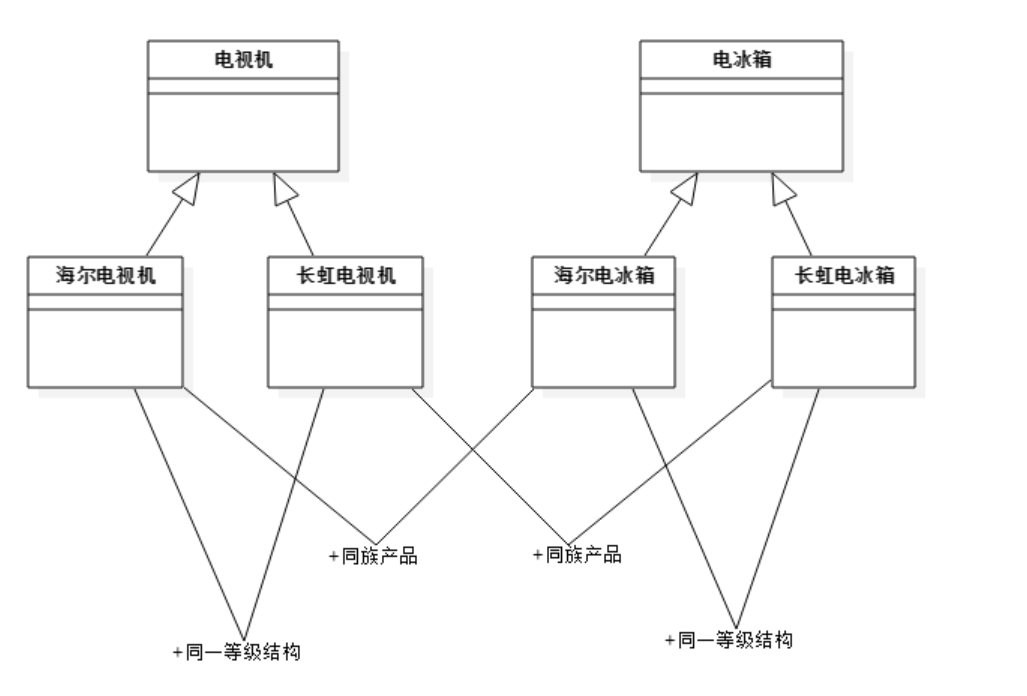 电视机
电冰箱
海尔电视机
长虹电视机
海尔电冰箱
长虹电冰箱
+同族产品
+同族产品
+同一等级结构
+同一等级结构